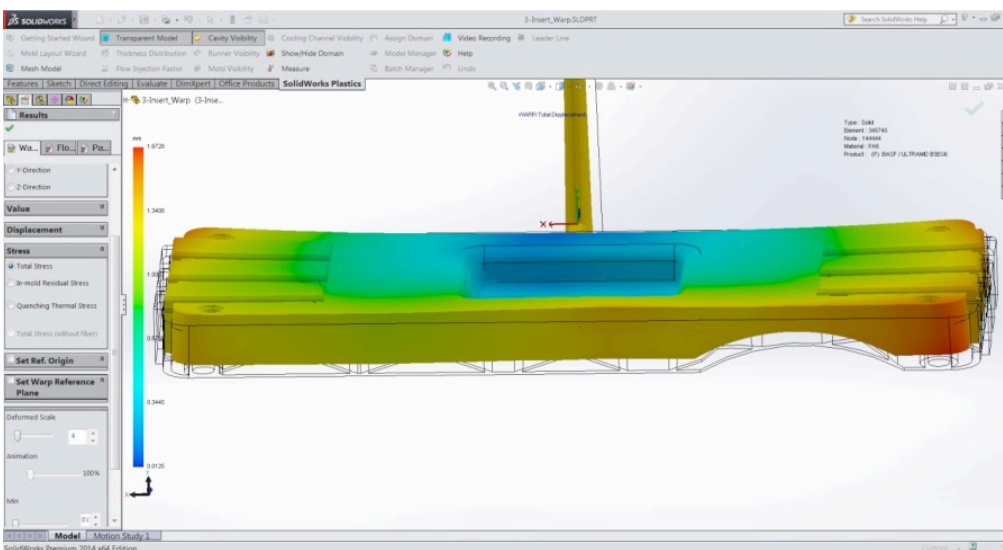 SOLIDWORKS
3-Insert_Warp.SLDPRT
Search SolidWorks Help
Getting Started Wizard Transparent Model Cavity Visibility Cooling Channel Visibility Assign Domain Video Recording Leader Line
Mold Layout Wizard Thickness Distribution Runner Visibility Show/Hide Domain Model Manager Help
Mesh Model Flow Injection Factor Mold Visibility Measure Batch Manager Undo
Features Sketch Direct Editing Evaluate DimXpert Office Products SolidWorks Plastics
3-Insert_Warp (3-Inse...
Results
?
Wa... Flo... Pa...
Y-Direction
Z-Direction
Value
Displacement
Stress
Total Stress
In-mold Residual Stress
Quenching Thermal Stress
Total Stress (without fiber)
Set Ref. Origin
Set Warp Reference
Plane
Deformed Scale
4
Animation
100%
Min
mm
1.3400
0.3445
0.0125
Type : Solid
Element : 345745
Node : 144444
Material : PA6
X
Y
Model Motion Study 1
SolidWorks Premium 2014 x64 Edition